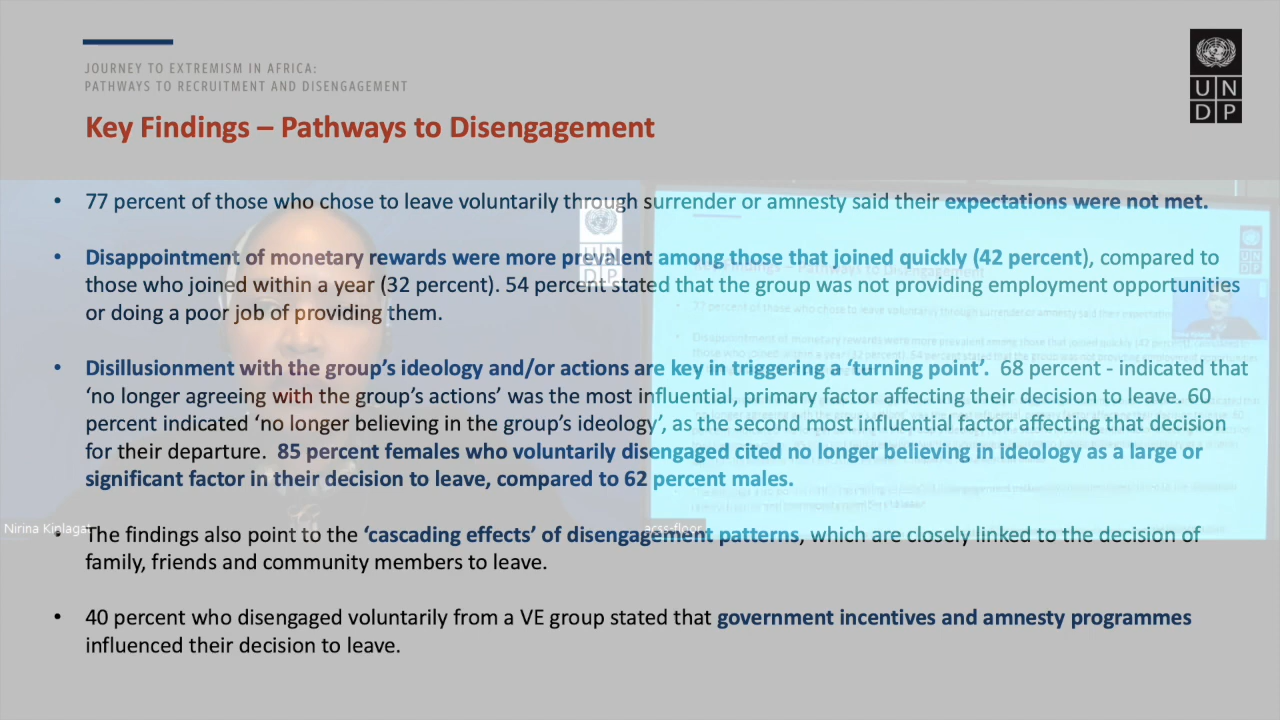 JOURNEY TO EXTREMISM IN AFRICA:
PATHWAYS TO RECRUITMENT AND DISENGAGEMENT
U N
D P
Key Findings – Pathways to Disengagement
• 77 percent of those who chose to leave voluntarily through surrender or amnesty said their expectations were not met.
• Disappointment of monetary rewards were more prevalent among those that joined quickly (42 percent), compared to
those who joined within a year (32 percent). 54 percent stated that the group was not providing employment opportunities
or doing a poor job of providing them.
• Disillusionment with the group’s ideology and/or actions are key in triggering a ‘turning point’. 68 percent - indicated that
‘no longer agreeing with the group’s actions’ was the most influential, primary factor affecting their decision to leave. 60
percent indicated ‘no longer believing in the group’s ideology’, as the second most influential factor affecting that decision
for their departure. 85 percent females who voluntarily disengaged cited no longer believing in ideology as a large or
significant factor in their decision to leave, compared to 62 percent males.
Nirina Kiplagat
acss-floor
• The findings also point to the ‘cascading effects’ of disengagement patterns, which are closely linked to the decision of
family, friends and community members to leave.
• 40 percent who disengaged voluntarily from a VE group stated that government incentives and amnesty programmes
influenced their decision to leave.